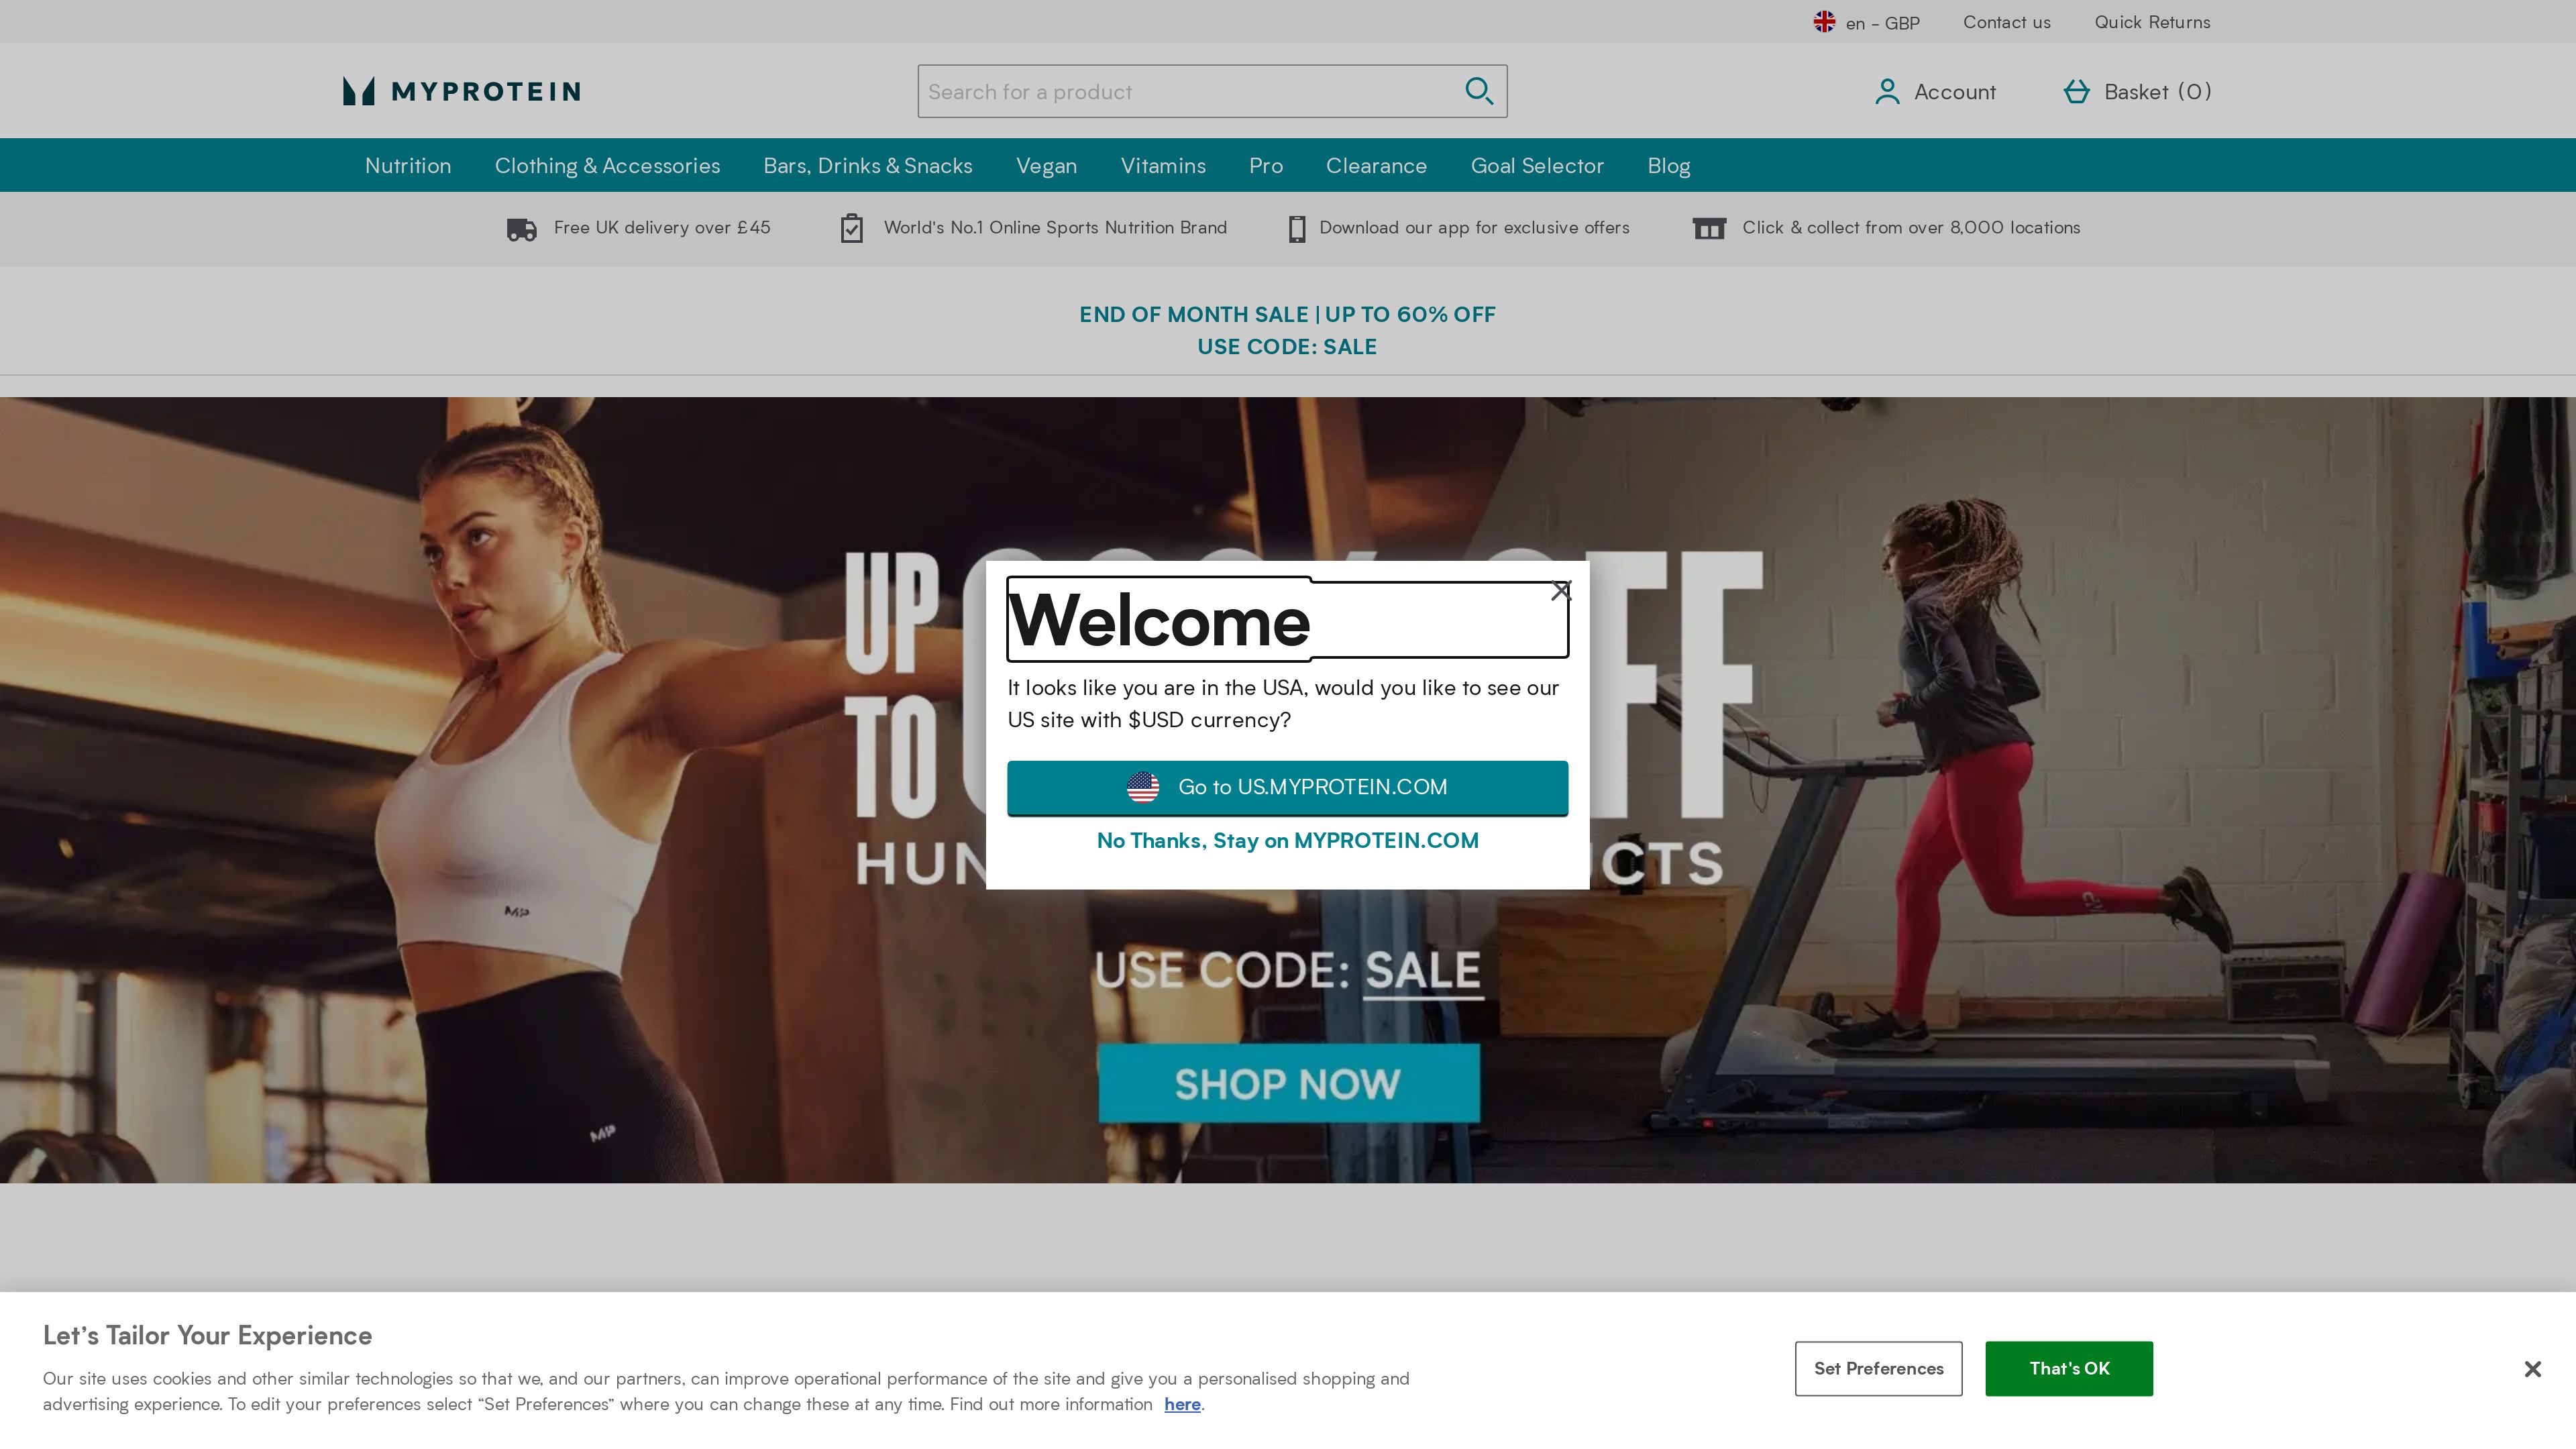 en - GBP
Contact us
Quick Returns
MYPROTEIN
Search for a product
Account
Basket (0)
Nutrition
Clothing & Accessories
Bars, Drinks & Snacks
Vegan
Vitamins
Pro
Clearance
Goal Selector
Blog
Free UK delivery over £45
World's No.1 Online Sports Nutrition Brand
Download our app for exclusive offers
Click & collect from over 8,000 locations
END OF MONTH SALE | UP TO 60% OFF
USE CODE: SALE
UP
TO
Welcome
It looks like you are in the USA, would you like to see our
US site with $USD currency?
Go to US.MYPROTEIN.COM
No Thanks, Stay on MYPROTEIN.COM
USE CODE: SALE
SHOP NOW
MP
MP
Let's Tailor Your Experience
Our site uses cookies and other similar technologies so that we, and our partners, can improve operational performance of the site and give you a personalised shopping and
advertising experience. To edit your preferences select “Set Preferences” where you can change these at any time. Find out more information here.
Set Preferences
That's OK